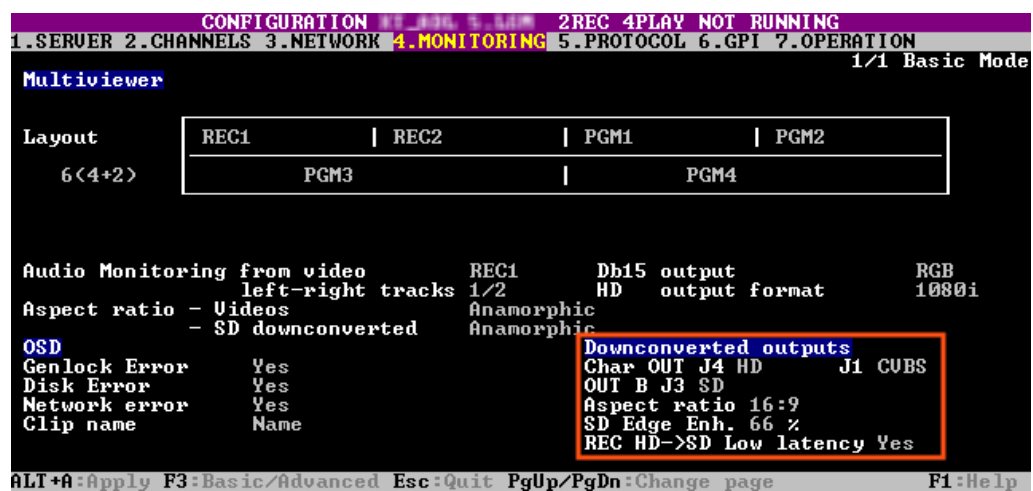 CONFIGURATION 2REC 4PLAY NOT RUNNING
1.SERVER 2.CHANNELS 3.NETWORK 4.MONITORING 5.PROTOCOL 6.GPI 7.OPERATION
1/1 Basic Mode
Multiviewer
Layout REC1 | REC2 | PGM1 | PGM2
6(4+2) PGM3 | PGM4
Audio Monitoring from video REC1 Db15 output RGB
left-right tracks 1/2 HD output format 1080i
Aspect ratio - Videos Anamorphic
- SD downconverted Anamorphic
OSD Downconverted outputs
Genlock Error Yes Char OUT J4 HD J1 CVBS
Disk Error Yes OUT B J3 SD
Network error Yes Aspect ratio 16:9
Clip name Name SD Edge Enh. 66 %
REC HD->SD Low latency Yes
ALT+A:Apply F3:Basic/Advanced Esc:Quit PgUp/PgDn:Change page F1:Help